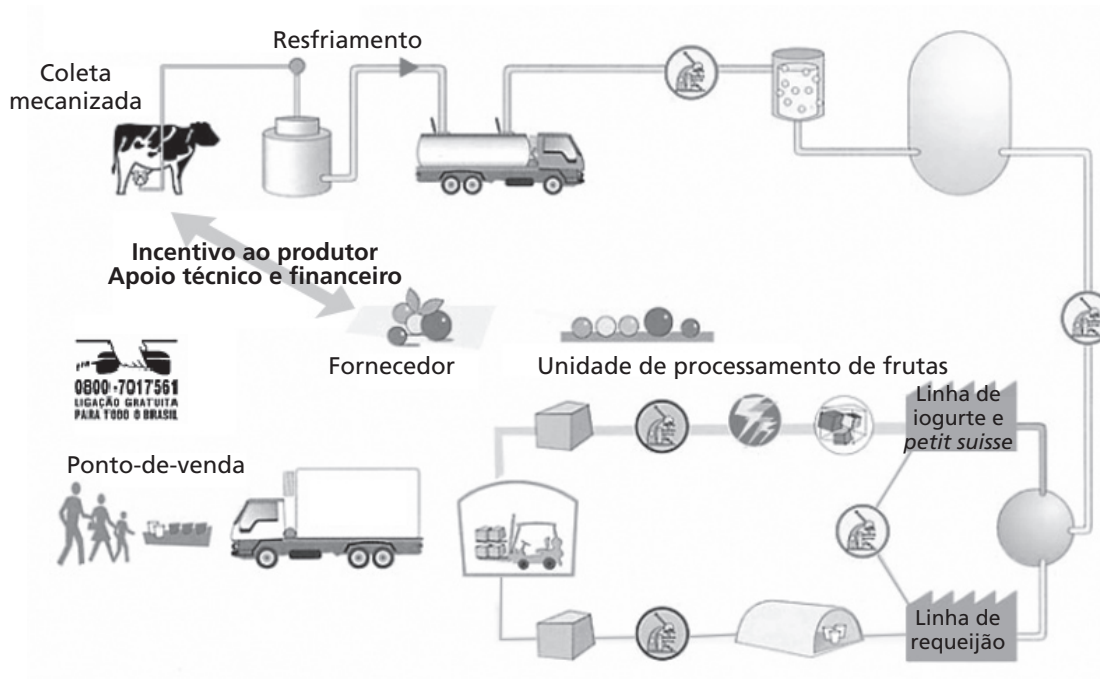 Resfriamento
Coleta
mecanizada
Incentivo ao produtor
Apoio técnico e financeiro
Fornecedor
Unidade de processamento de frutas
0800-7017561
LIGAÇÃO GRATUITA
PARA TODO O BRASIL
Linha de
iogurte e
petit suisse
Ponto-de-venda
Linha de
requeijão